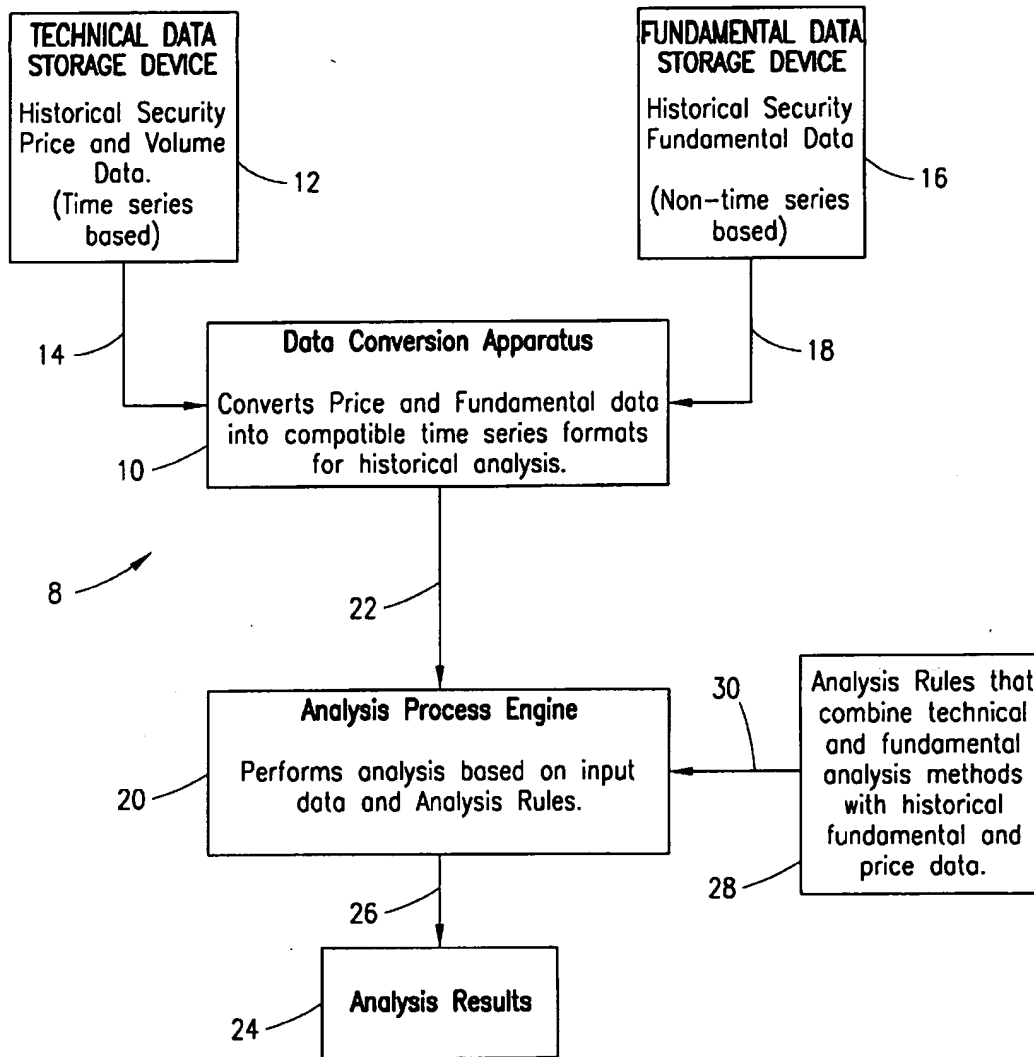 TECHNICAL DATA
STORAGE DEVICE
Historical Security
Price and Volume
Data.
(Time series
based)
12
FUNDAMENTAL DATA
STORAGE DEVICE
Historical Security
Fundamental Data
(Non-time series
based)
16
14
18
Data Conversion Apparatus
Converts Price and Fundamental data
into compatible time series formats
for historical analysis.
10
8
22
Analysis Process Engine
Performs analysis based on input
data and Analysis Rules.
20
30
Analysis Rules that
combine technical
and fundamental
analysis methods
with historical
fundamental and
price data.
28
26
Analysis Results
24